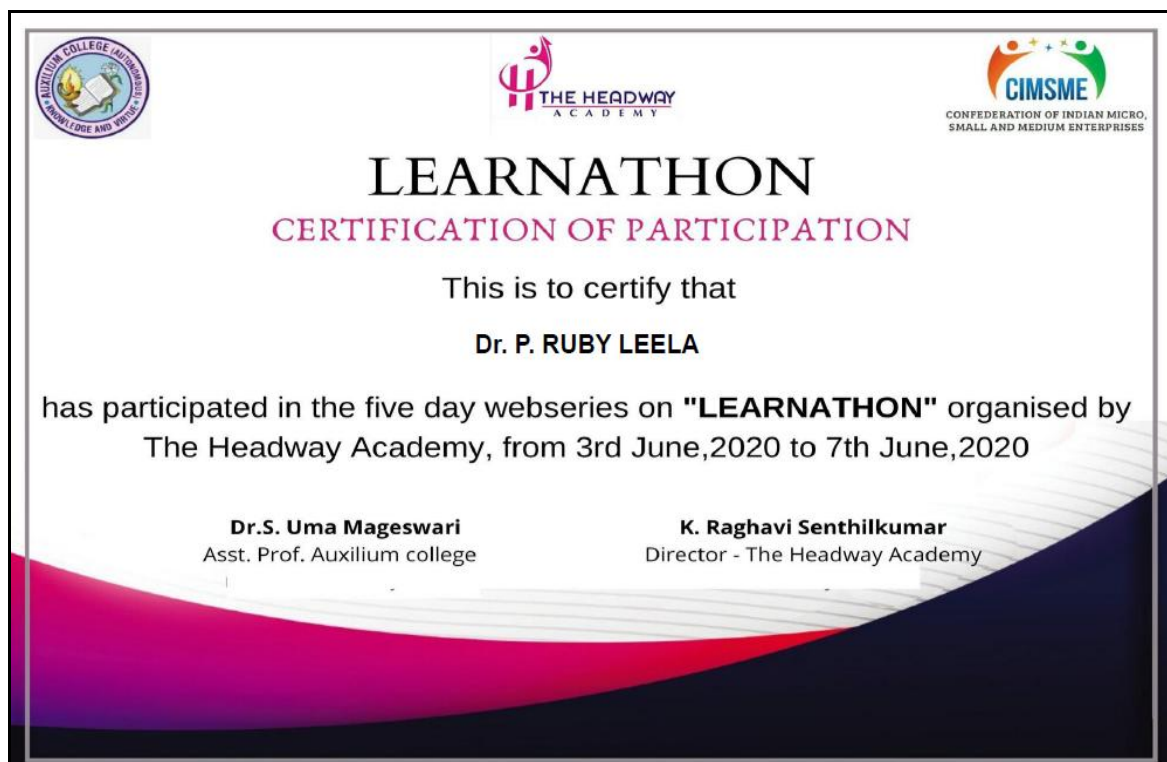 AUXILIUM COLLEGE (AUTONOMOUS)
KNOWLEDGE AND VIRTUE
THE HEADWAY
ACADEMY
CIMSME
CONFEDERATION OF INDIAN MICRO,
SMALL AND MEDIUM ENTERPRISES
LEARNATHON
CERTIFICATION OF PARTICIPATION
This is to certify that
Dr. P. RUBY LEELA
has participated in the five day webseries on "LEARNATHON" organised by
The Headway Academy, from 3rd June,2020 to 7th June,2020
Dr.S. Uma Mageswari
Asst. Prof. Auxilium college
K. Raghavi Senthilkumar
Director - The Headway Academy